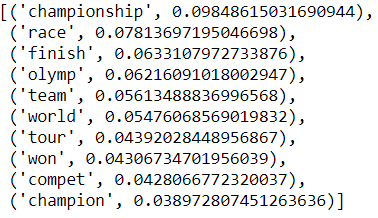 [('championship', 0.09848615031690944),
('race', 0.07813697195046698),
('finish', 0.0633107972733876),
('olymp', 0.06216091018002947),
('team', 0.05613488836996568),
('world', 0.05476068569019832),
('tour', 0.04392028448956867),
('won', 0.04306734701956039),
('compet', 0.0428066772320037),
('champion', 0.038972807451263636)]